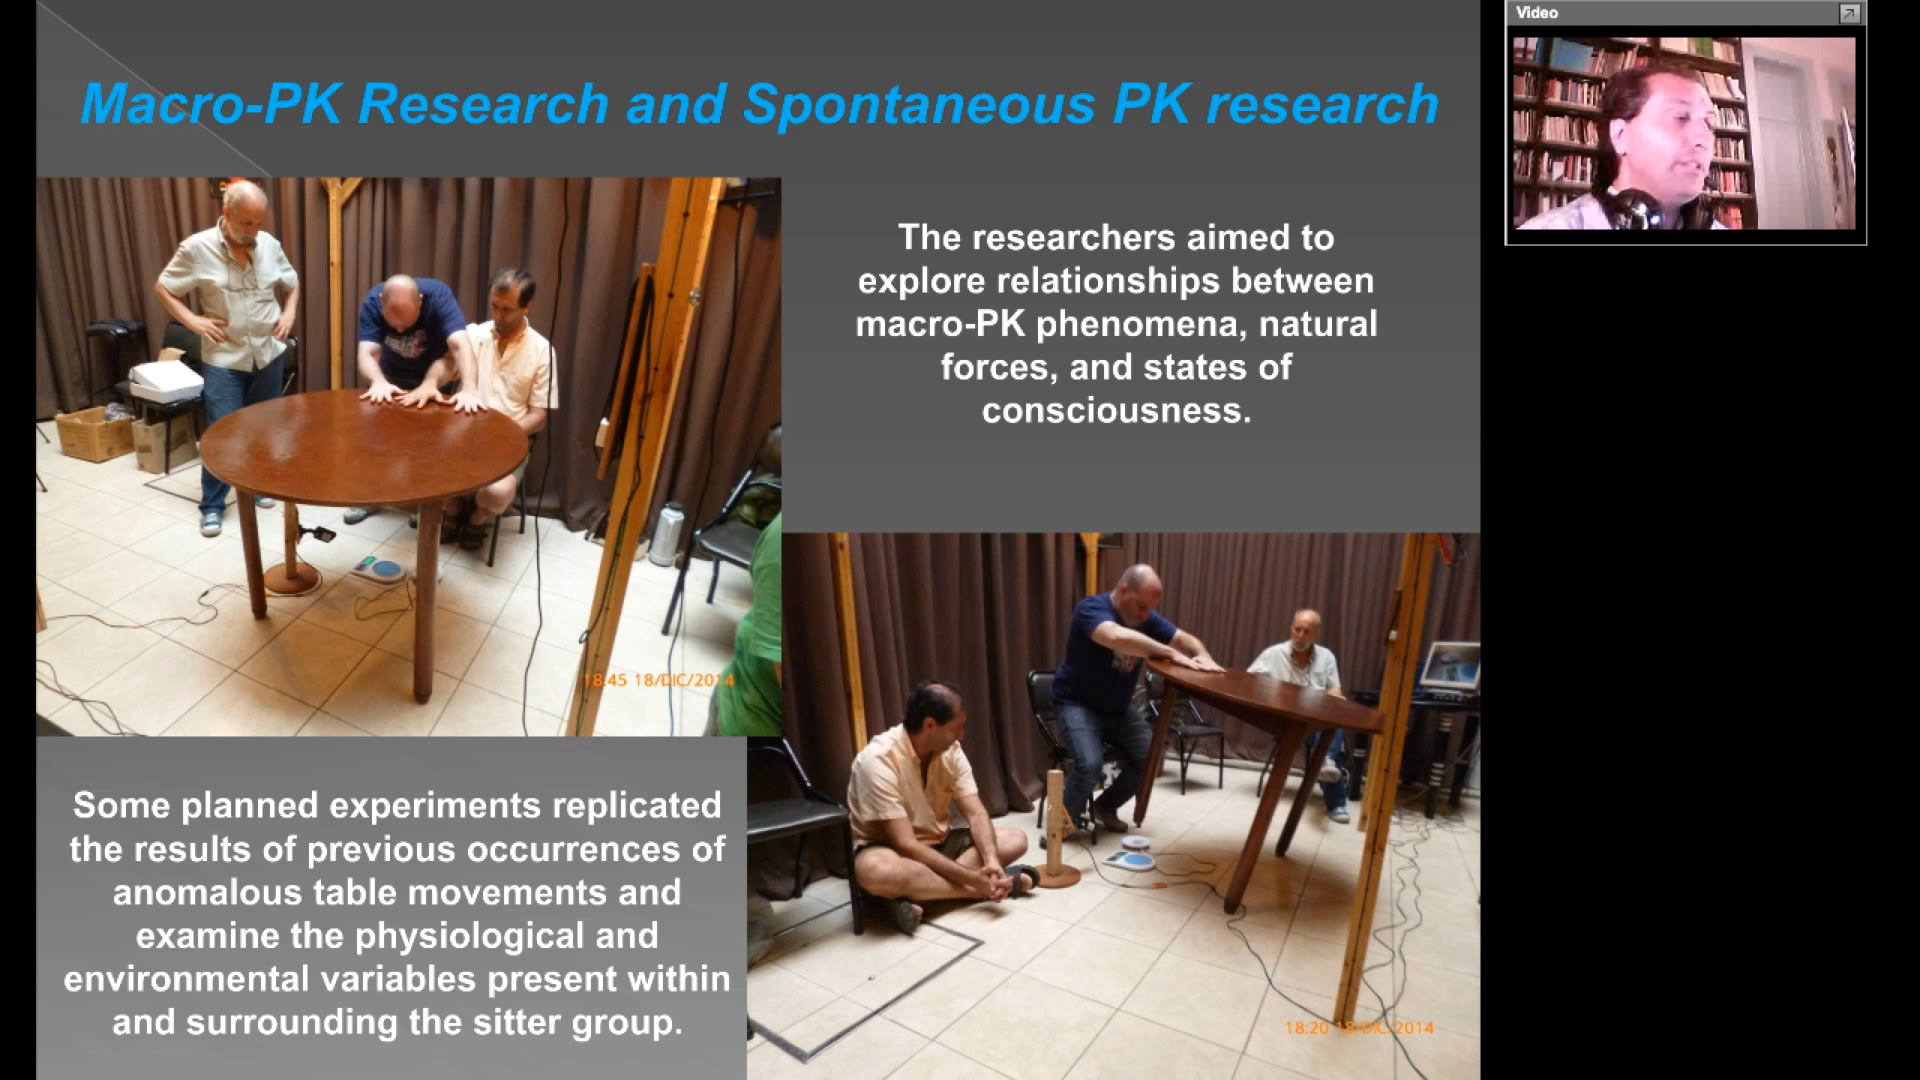 Macro-PK Research and Spontaneous PK research
Video
The researchers aimed to
explore relationships between
macro-PK phenomena, natural
forces, and states of
consciousness.
18:45 18/DIC/2014
Some planned experiments replicated
the results of previous occurrences of
anomalous table movements and
examine the physiological and
environmental variables present within
and surrounding the sitter group.
18:20 18/DIC/2014